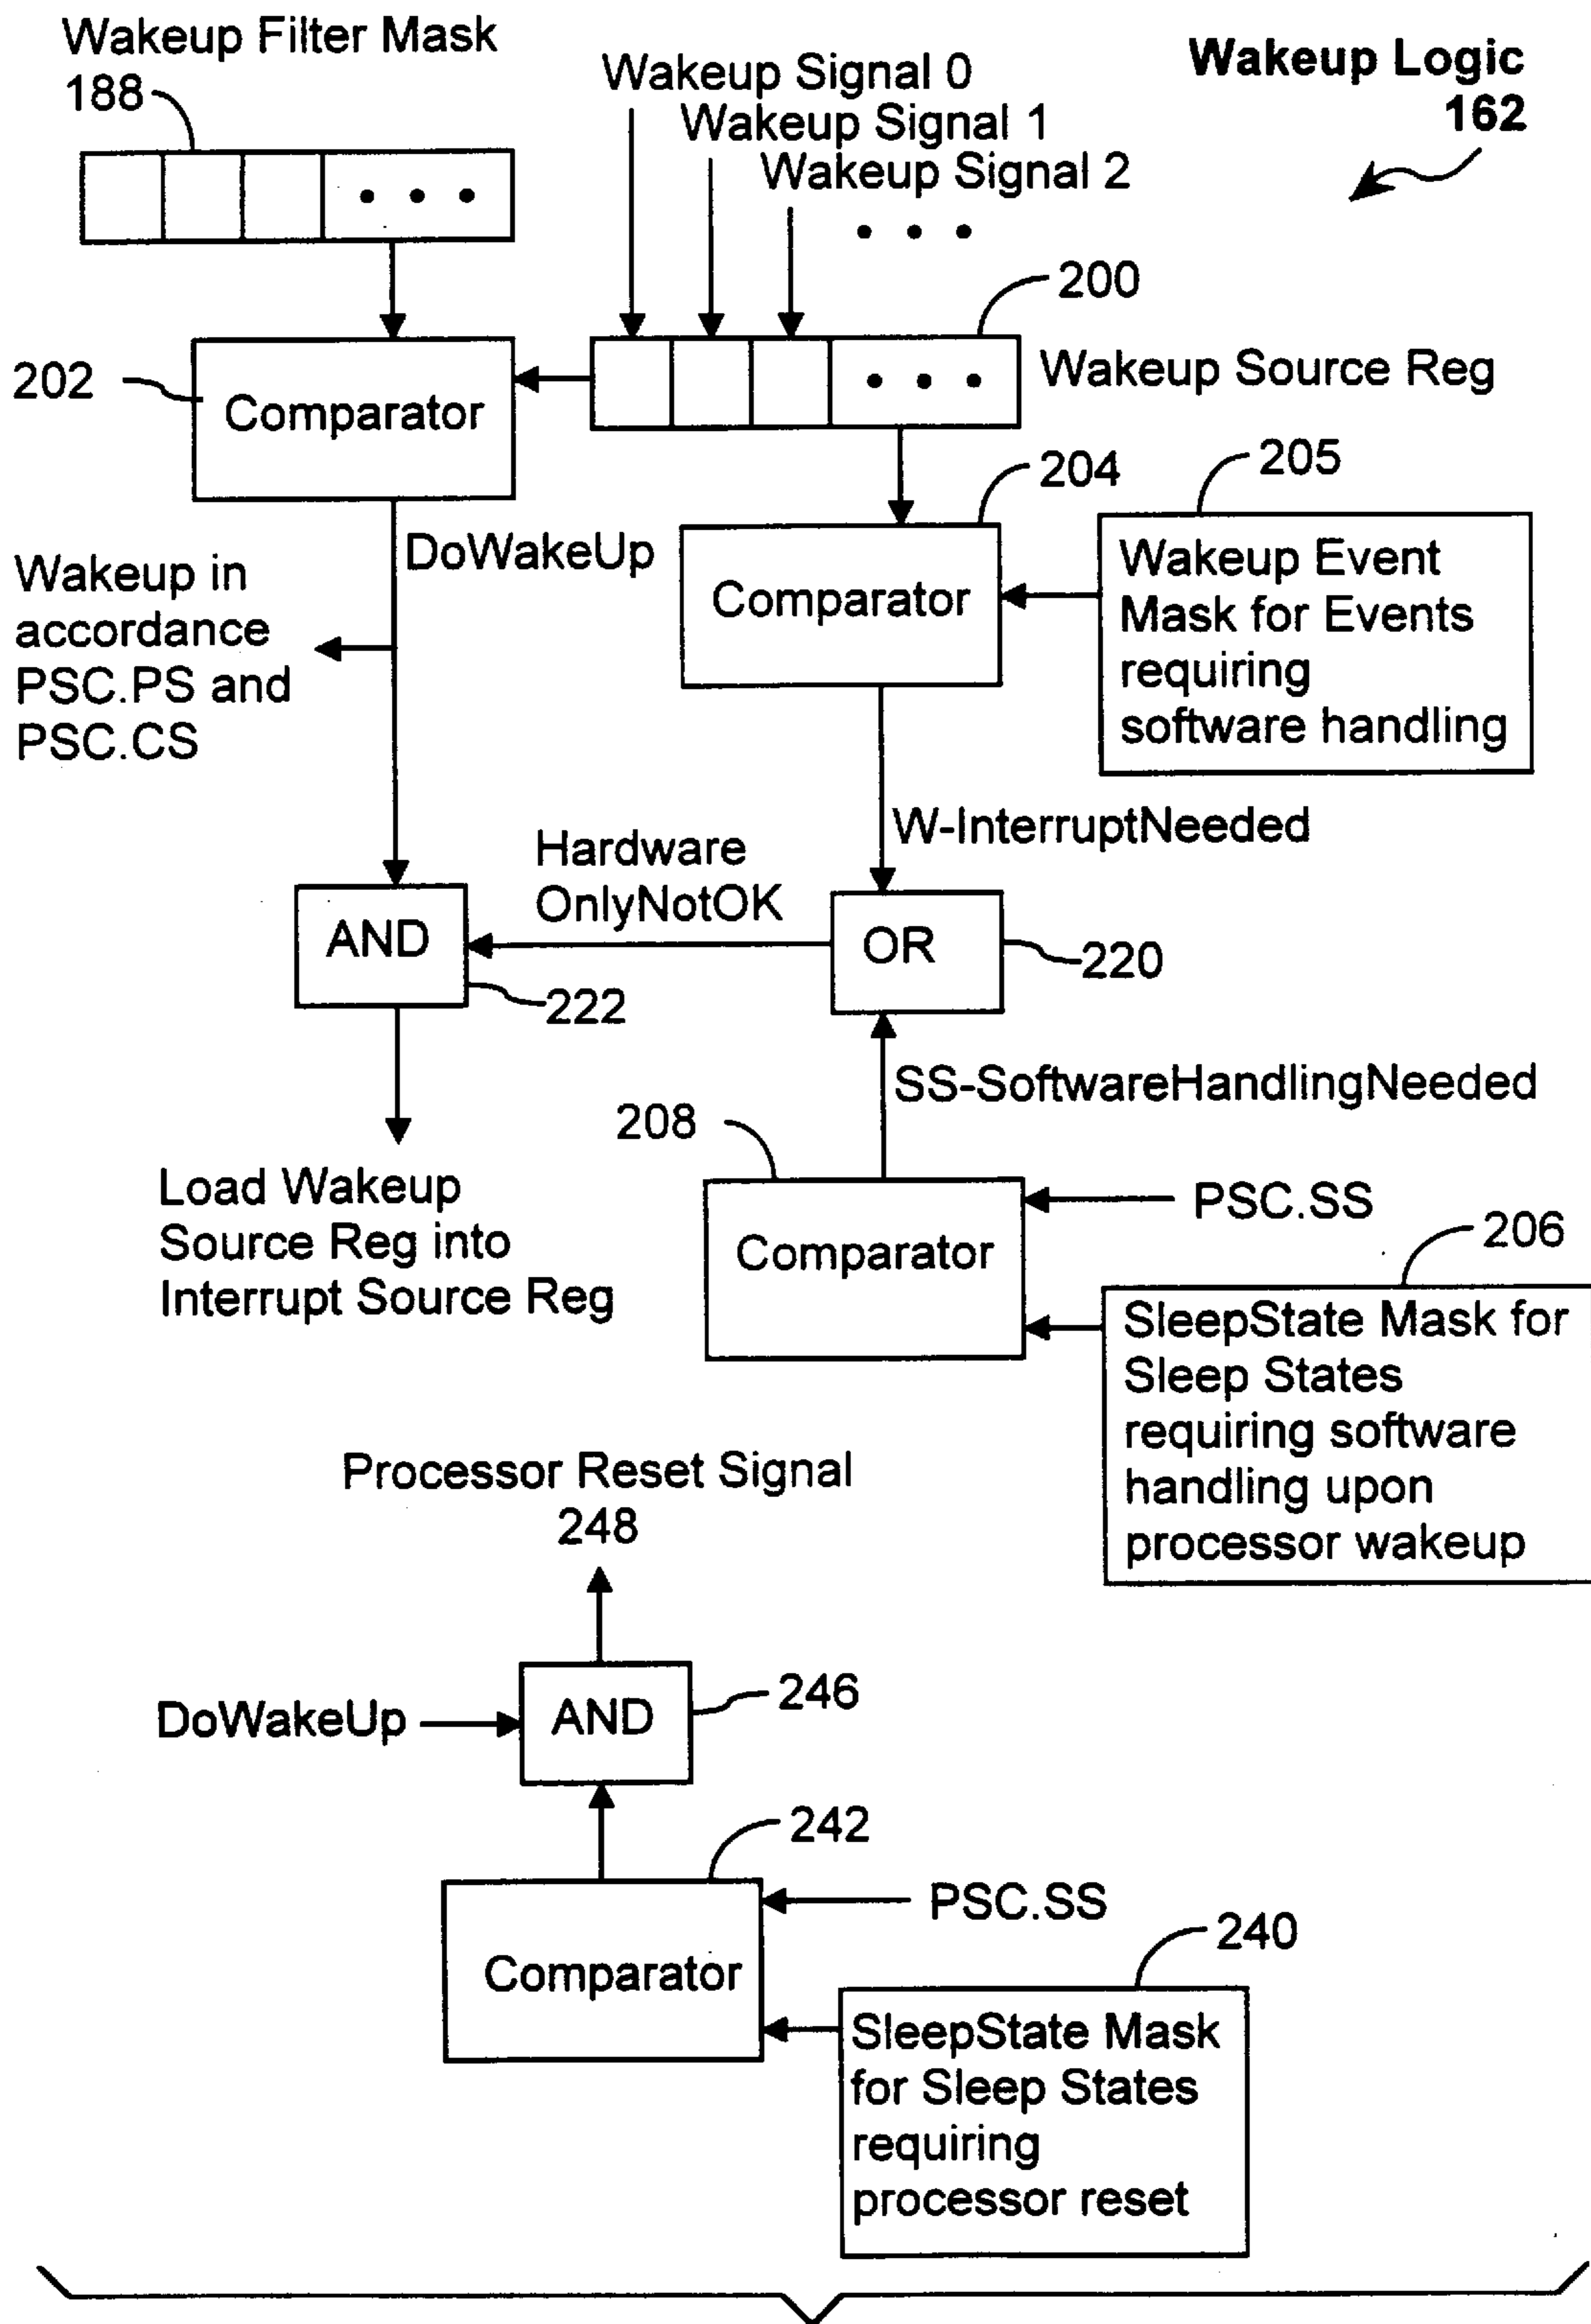 Wakeup Filter Mask
188
Wakeup Signal 0
Wakeup Signal 1
Wakeup Signal 2
• • •
Wakeup Logic
162
• • •
200
• • •
Wakeup Source Reg
202
Comparator
204
205
DoWakeUp
Wakeup in
accordance
PSC.PS and
PSC.CS
Comparator
Wakeup Event
Mask for Events
requiring
software handling
W-InterruptNeeded
Hardware
OnlyNotOK
AND
222
OR
220
SS-SoftwareHandlingNeeded
208
Load Wakeup
Source Reg into
Interrupt Source Reg
Comparator
PSC.SS
206
SleepState Mask for
Sleep States
requiring software
handling upon
processor wakeup
Processor Reset Signal
248
DoWakeUp
AND
246
242
Comparator
PSC.SS
240
SleepState Mask
for Sleep States
requiring
processor reset